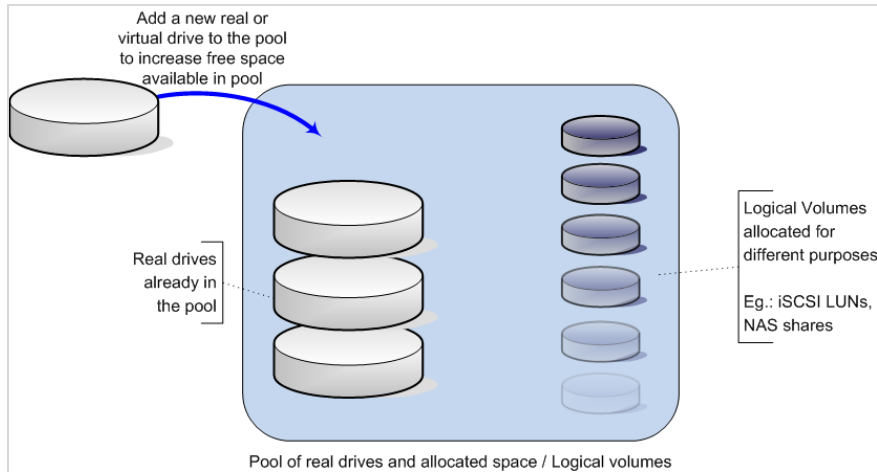 Add a new real or
virtual drive to the pool
to increase free space
available in pool
Real drives
already in
the pool
Logical Volumes
allocated for
different purposes
Eg.: iSCSI LUNs,
NAS shares
Pool of real drives and allocated space / Logical volumes